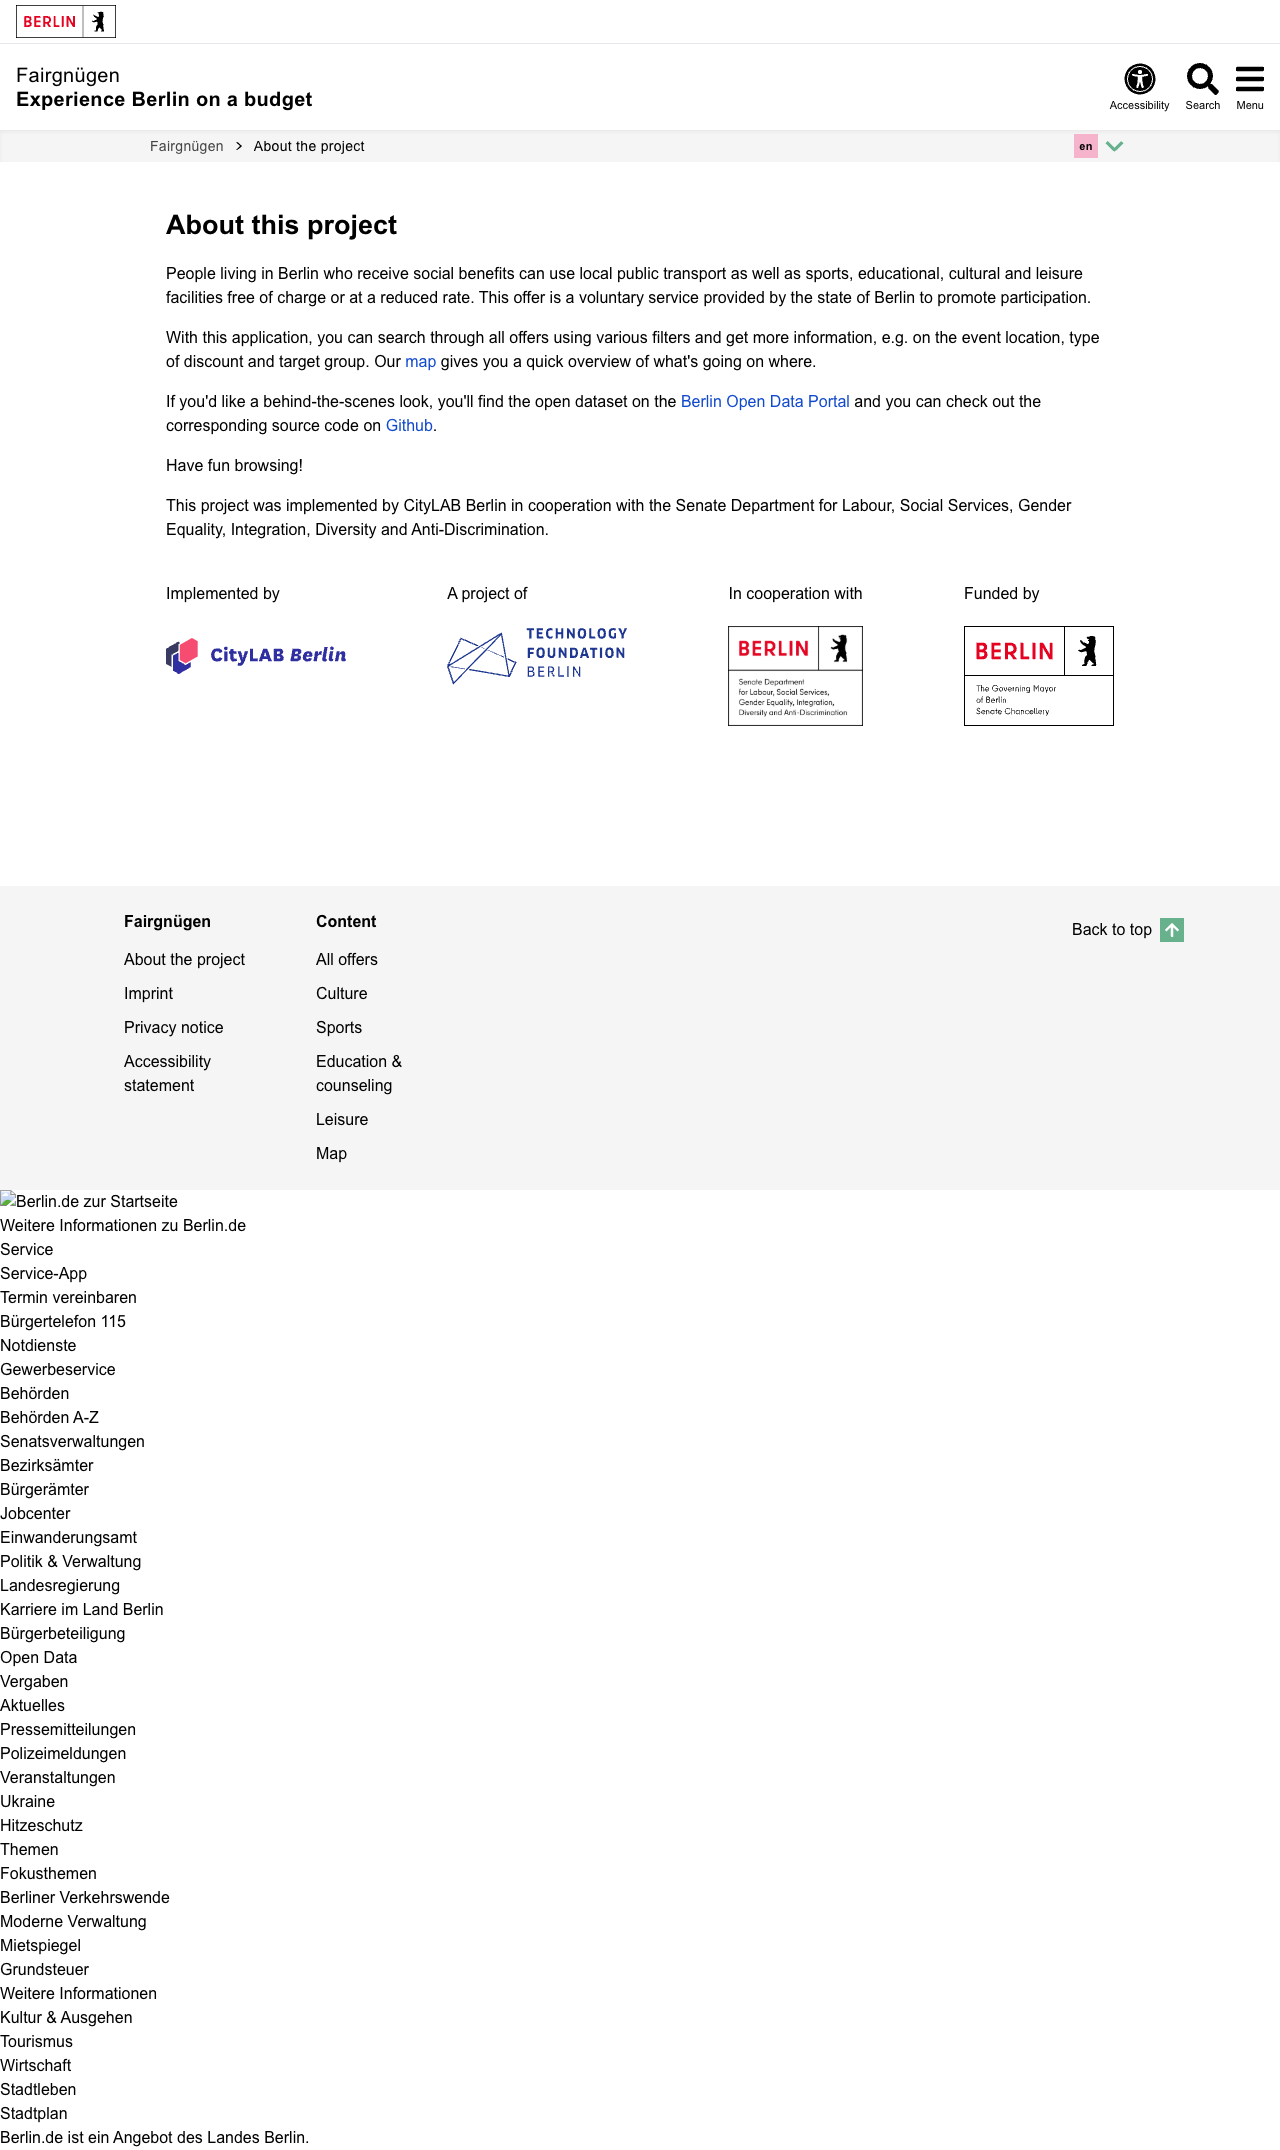 BERLIN
Fairgnügen
Experience Berlin on a budget
Accessibility
Search
Menu
Fairgnügen > About the project
en
About this project
People living in Berlin who receive social benefits can use local public transport as well as sports, educational, cultural and leisure
facilities free of charge or at a reduced rate. This offer is a voluntary service provided by the state of Berlin to promote participation.
With this application, you can search through all offers using various filters and get more information, e.g. on the event location, type
of discount and target group. Our map gives you a quick overview of what's going on where.
If you'd like a behind-the-scenes look, you'll find the open dataset on the Berlin Open Data Portal and you can check out the
corresponding source code on Github.
Have fun browsing!
This project was implemented by CityLAB Berlin in cooperation with the Senate Department for Labour, Social Services, Gender
Equality, Integration, Diversity and Anti-Discrimination.
Implemented by
CityLAB Berlin
A project of
TECHNOLOGY
FOUNDATION
BERLIN
In cooperation with
BERLIN
Senate Department
for Labour, Social Services,
Gender Equality, Integration,
Diversity and Anti-Discrimination
Funded by
BERLIN
The Governing Mayor
of Berlin
Senate Chancellery
Fairgnügen
About the project
Imprint
Privacy notice
Accessibility
statement
Content
All offers
Culture
Sports
Education &
counseling
Leisure
Map
Back to top
Berlin.de zur Startseite
Weitere Informationen zu Berlin.de
Service
Service-App
Termin vereinbaren
Bürgertelefon 115
Notdienste
Gewerbeservice
Behörden
Behörden A-Z
Senatsverwaltungen
Bezirksämter
Bürgerämter
Jobcenter
Einwanderungsamt
Politik & Verwaltung
Landesregierung
Karriere im Land Berlin
Bürgerbeteiligung
Open Data
Vergaben
Aktuelles
Pressemitteilungen
Polizeimeldungen
Veranstaltungen
Ukraine
Hitzeschutz
Themen
Fokusthemen
Berliner Verkehrswende
Moderne Verwaltung
Mietspiegel
Grundsteuer
Weitere Informationen
Kultur & Ausgehen
Tourismus
Wirtschaft
Stadtleben
Stadtplan
Berlin.de ist ein Angebot des Landes Berlin.